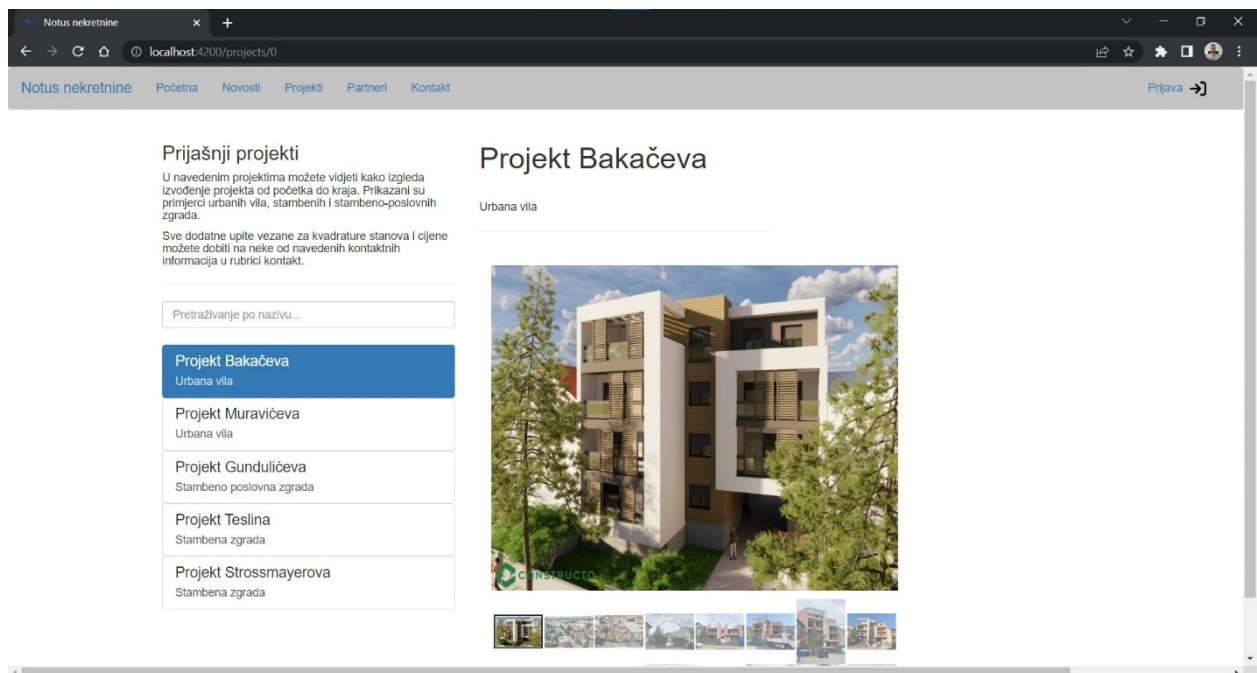 Notus nekretnine
localhost:4200/projects/0
Notus nekretnine
Početna
Novosti
Projekti
Partneri
Kontakt
Prijava
Prijašnji projekti
U navedenim projektima možete vidjeti kako izgleda
izvođenje projekta od početka do kraja. Prikazani su
primjerci urbanih vila, stambenih i stambeno-poslovnih
zgrada.
Sve dodatne upite vezane za kvadrature stanova i cijene
možete dobiti na neke od navedenih kontaktnih
informacija u rubrici kontakt.
Pretraživanje po nazivu...
Projekt Bakačeva
Urbana vila
Projekt Muravićeva
Urbana vila
Projekt Gundulićeva
Stambeno poslovna zgrada
Projekt Teslina
Stambena zgrada
Projekt Strossmayerova
Stambena zgrada
Projekt Bakačeva
Urbana vila
CONSTRUCTO